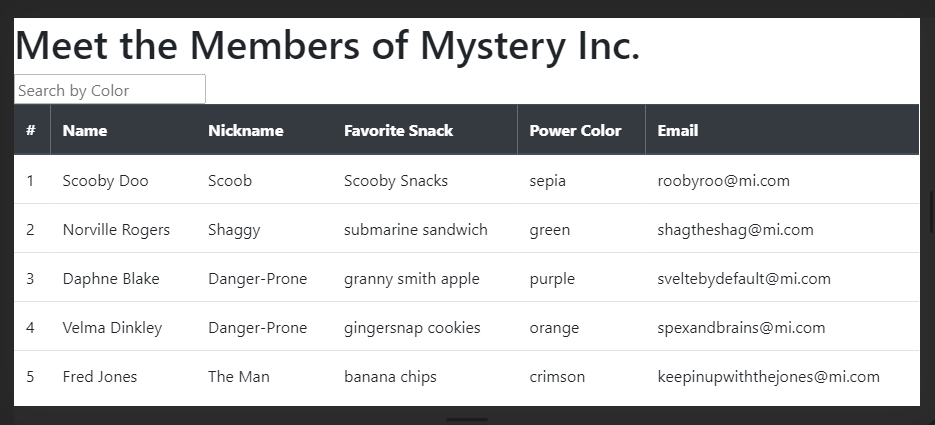 Meet the Members of Mystery Inc.
Search by Color
# Name Nickname Favorite Snack Power Color Email
1 Scooby Doo Scoob Scooby Snacks sepia roobyroo@mi.com
2 Norville Rogers Shaggy submarine sandwich green shagtheshag@mi.com
3 Daphne Blake Danger-Prone granny smith apple purple sveltebydefault@mi.com
4 Velma Dinkley Danger-Prone gingersnap cookies orange spexandbrains@mi.com
5 Fred Jones The Man banana chips crimson keepinupwiththejones@mi.com